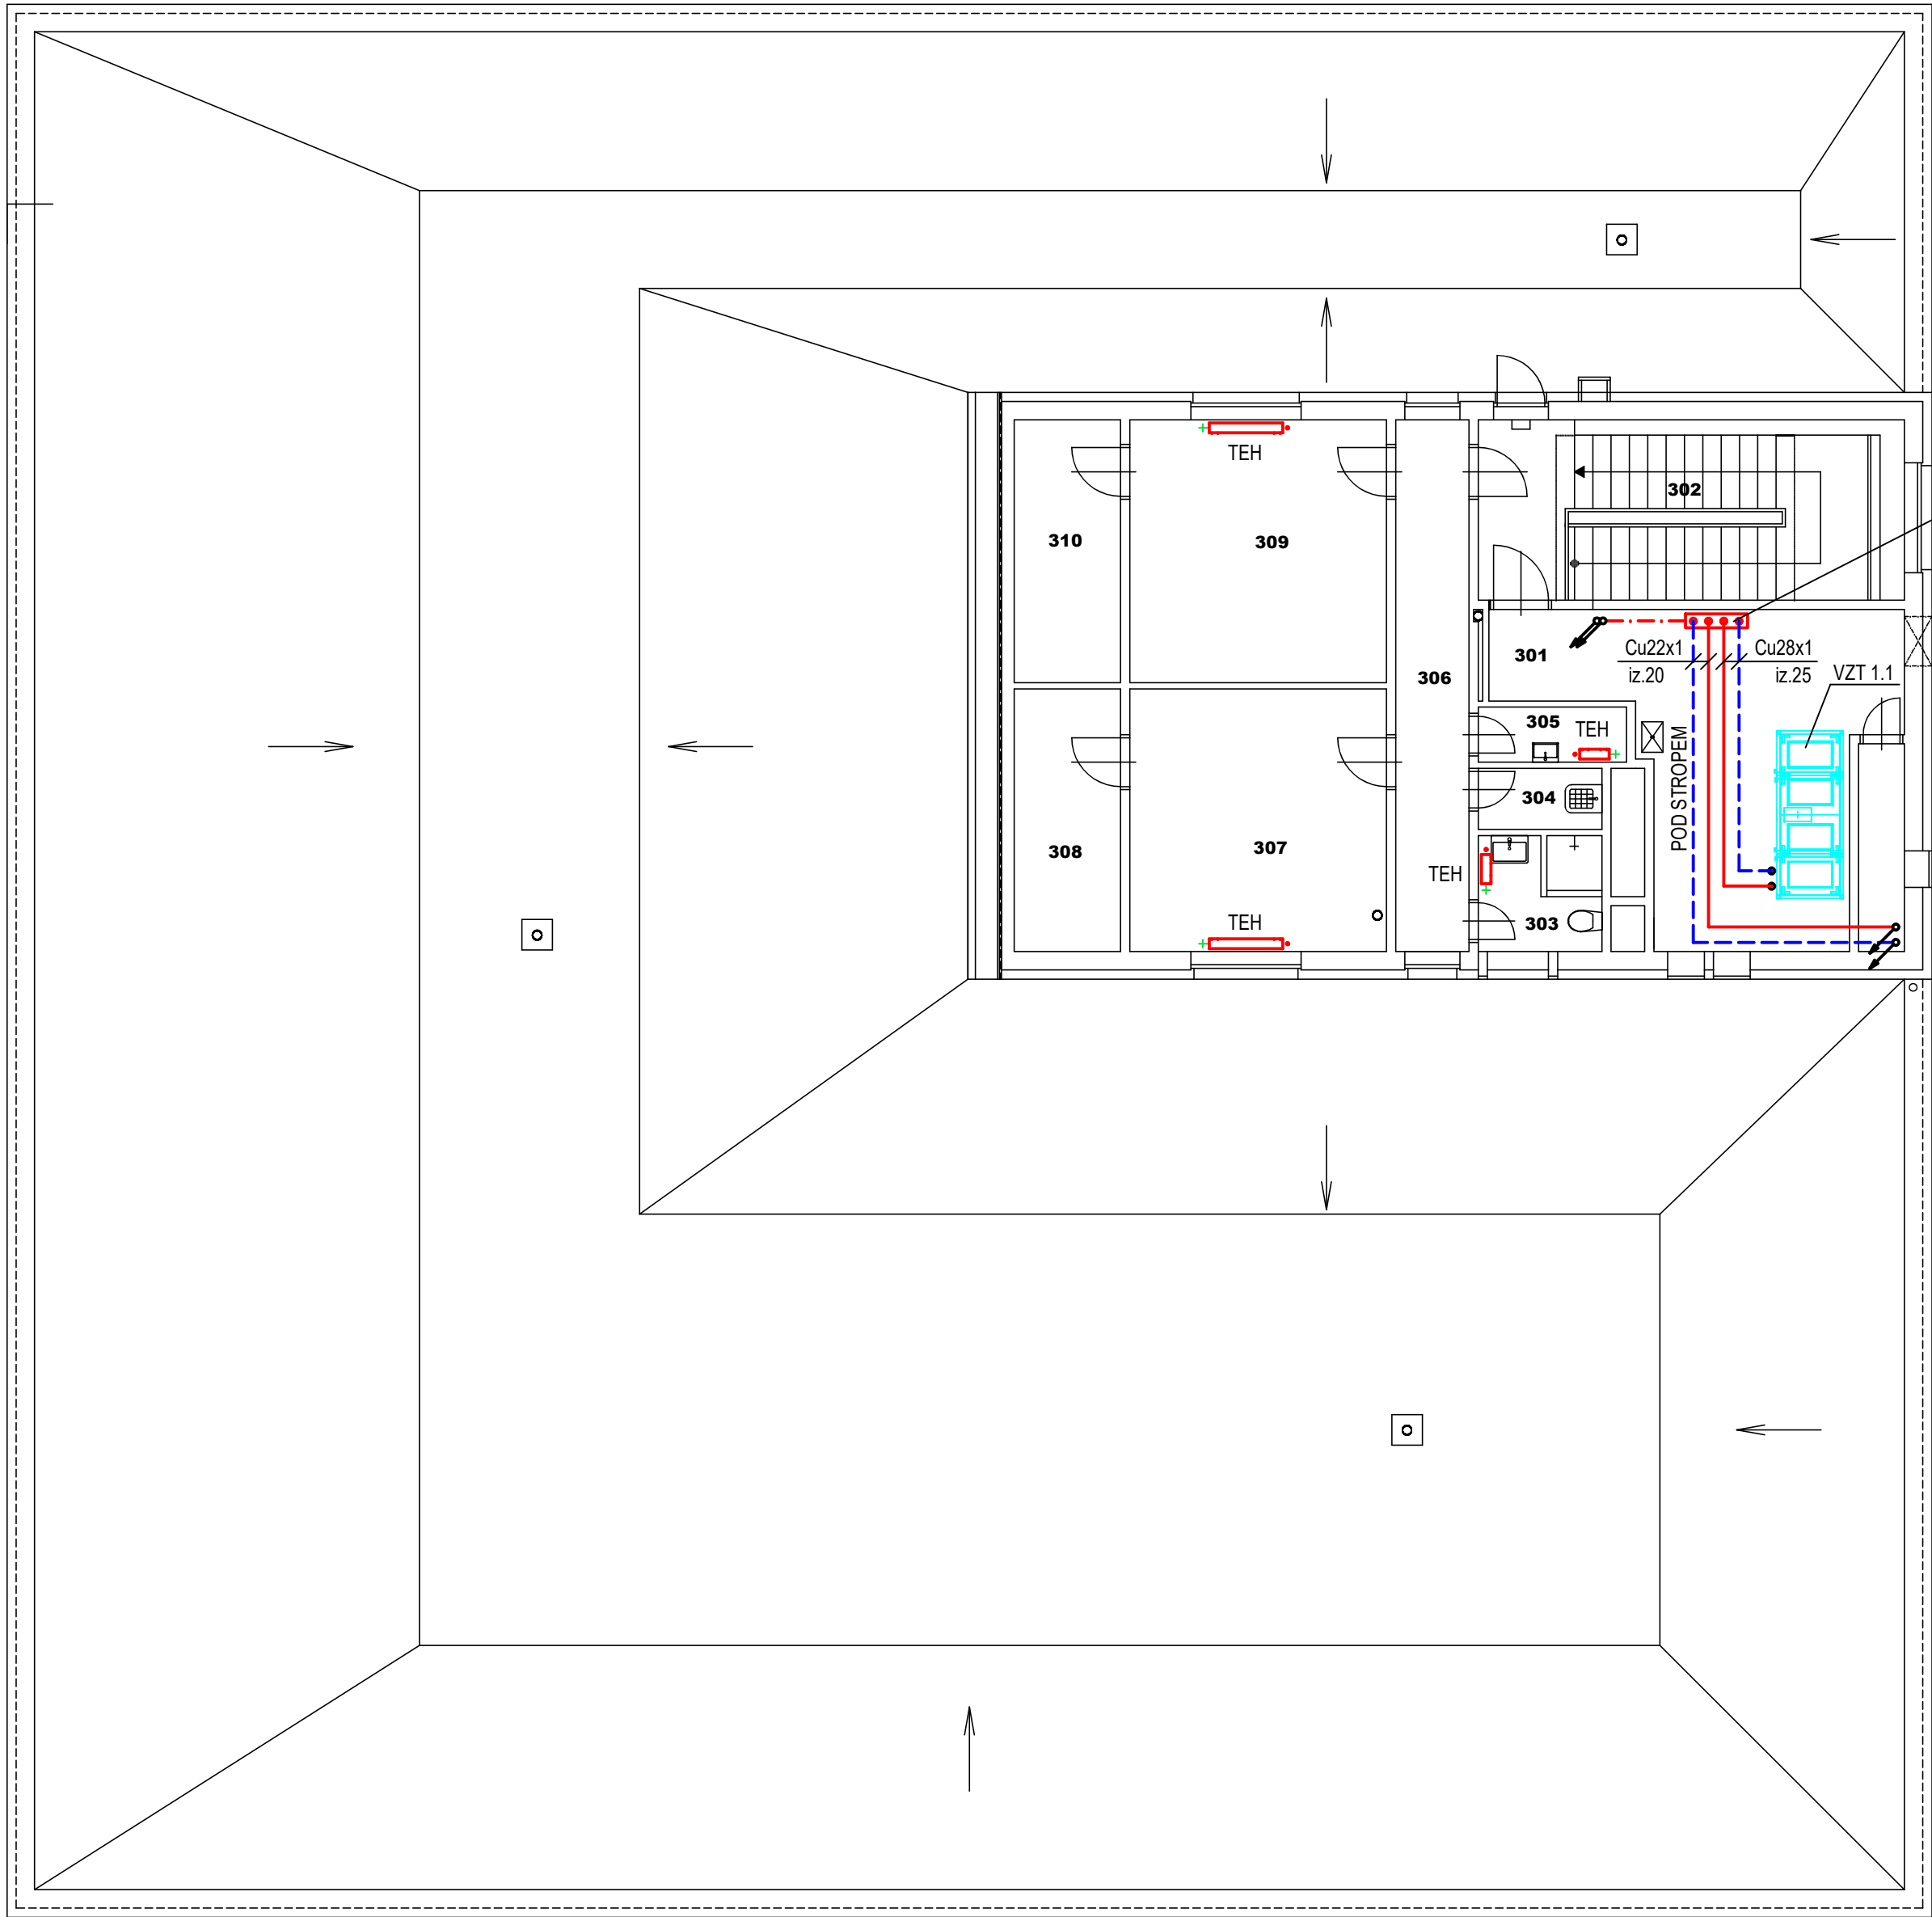 TEH
302
310
309
301
Cu22x1
iz.20
Cu28x1
iz.25
VZT 1.1
306
305
TEH
POD STROPEM
304
308
307
TEH
303
TEH